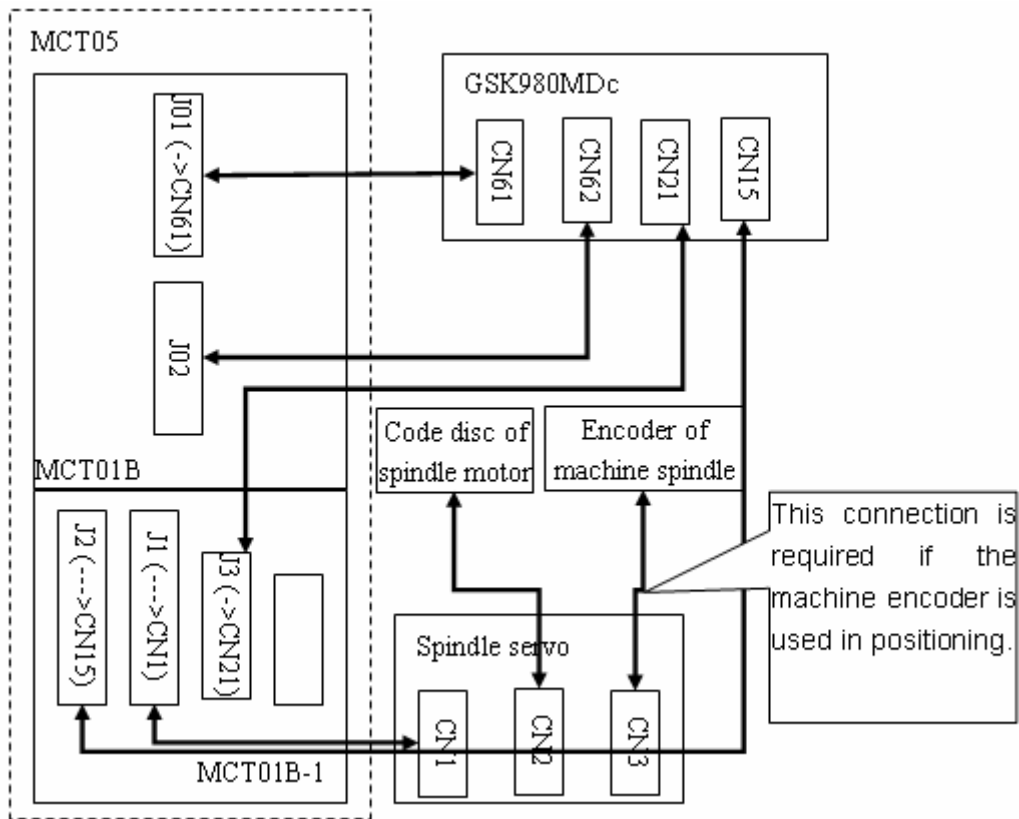 MCT05
J01 (->CN61)
J02
MCT01B
J2 (--->CN15)
J1 (--->CN1)
J3 (->CN21)
MCT01B-1
GSK980MDc
CN61
CN62
CN21
CN15
Code disc of
spindle motor
Encoder of
machine spindle
This connection is
required if the
machine encoder is
used in positioning.
Spindle servo
CN1
CN2
CN3